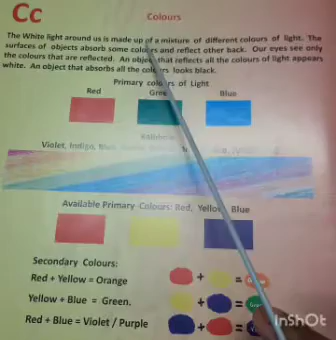 Cc
Colours
The White light around us is made up of a mixture of different colours of light. The
surfaces of objects absorb some colours and reflect other back. Our eyes see only
the colours that are reflected. An object that reflects all the colours of light appears
white. An object that absorbs all the colours looks black.
Primary colours of Light
Red Green Blue
Violet, Indigo, Blue,
Available Primary Colours: Red, Yellow Blue
Secondary Colours:
Red + Yellow = Orange
+ =
Yellow + Blue = Green.
+ =
Red + Blue = Violet / Purple
+ =
InShOt